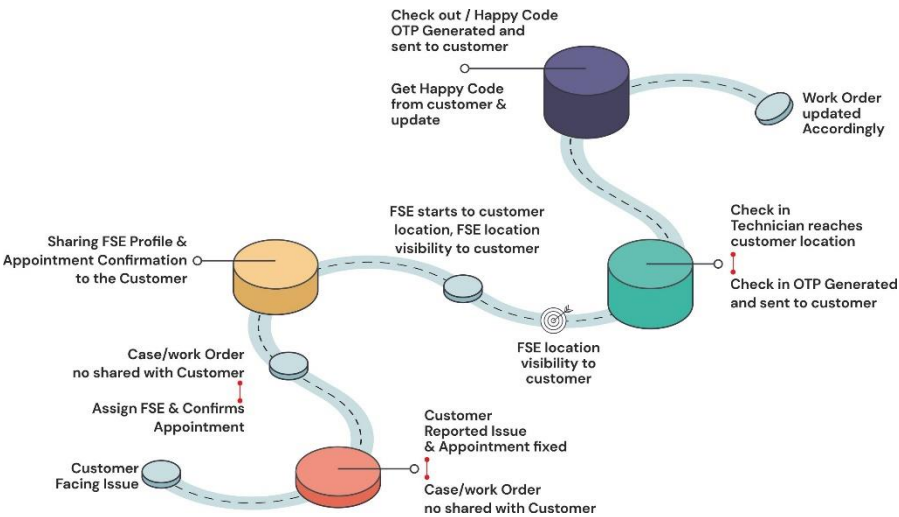 Check out / Happy Code
OTP Generated and
sent to customer
Get Happy Code
from customer &
update
Work Order
updated
Accordingly
FSE starts to customer
location, FSE location
visibility to customer
Check in
Technician reaches
customer location
Check in OTP Generated
and sent to customer
Sharing FSE Profile &
Appointment Confirmation
to the Customer
FSE location
visibility to
customer
Case/work Order
no shared with Customer
Assign FSE & Confirms
Appointment
Customer
Reported Issue
& Appointment fixed
Case/work Order
no shared with Customer
Customer
Facing Issue